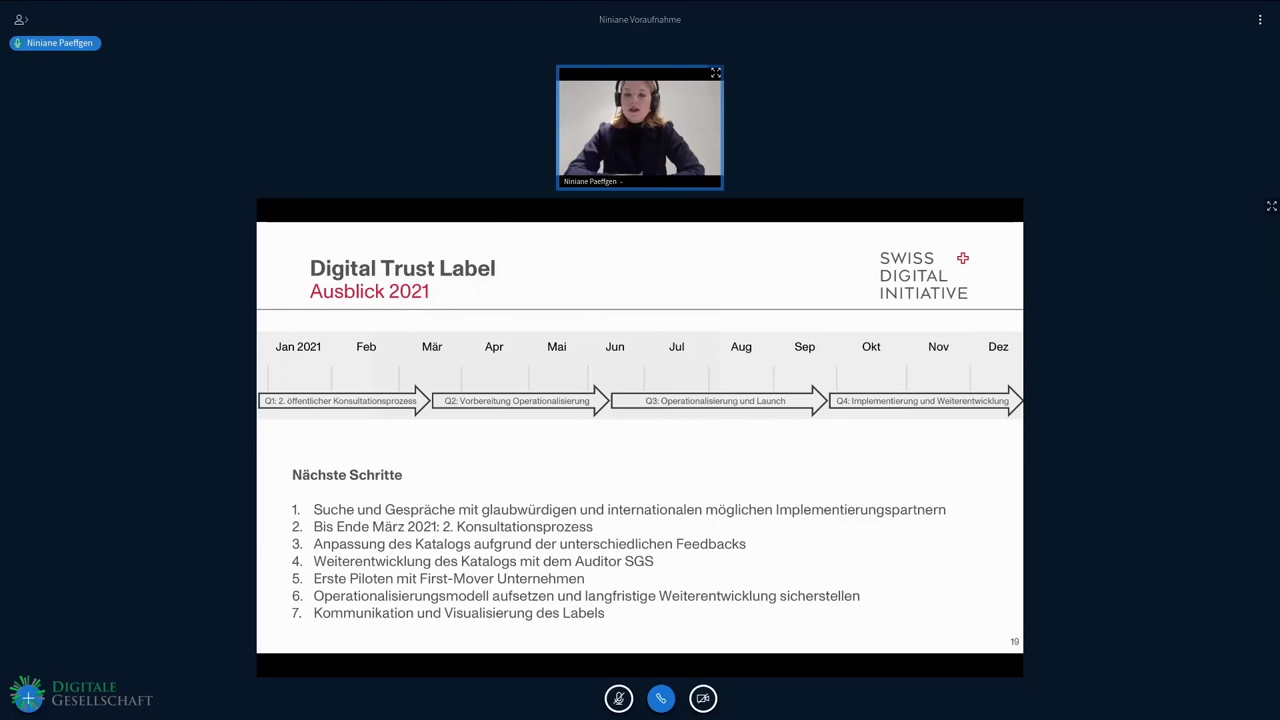 Niniane Voraufnahme
Niniane Paeffgen
Niniane Paeffgen
Digital Trust Label
Ausblick 2021
SWISS
DIGITAL
INITIATIVE
Jan 2021 Feb Mär Apr Mai Jun Jul Aug Sep Okt Nov Dez
Q1: 2. öffentlicher Konsultationsprozess Q2: Vorbereitung Operationalisierung Q3: Operationalisierung und Launch Q4: Implementierung und Weiterentwicklung
Nächste Schritte
1. Suche und Gespräche mit glaubwürdigen und internationalen möglichen Implementierungspartnern
2. Bis Ende März 2021: 2. Konsultationsprozess
3. Anpassung des Katalogs aufgrund der unterschiedlichen Feedbacks
4. Weiterentwicklung des Katalogs mit dem Auditor SGS
5. Erste Piloten mit First-Mover Unternehmen
6. Operationalisierungsmodell aufsetzen und langfristige Weiterentwicklung sicherstellen
7. Kommunikation und Visualisierung des Labels
19
DIGITALE
GESELLSCHAFT